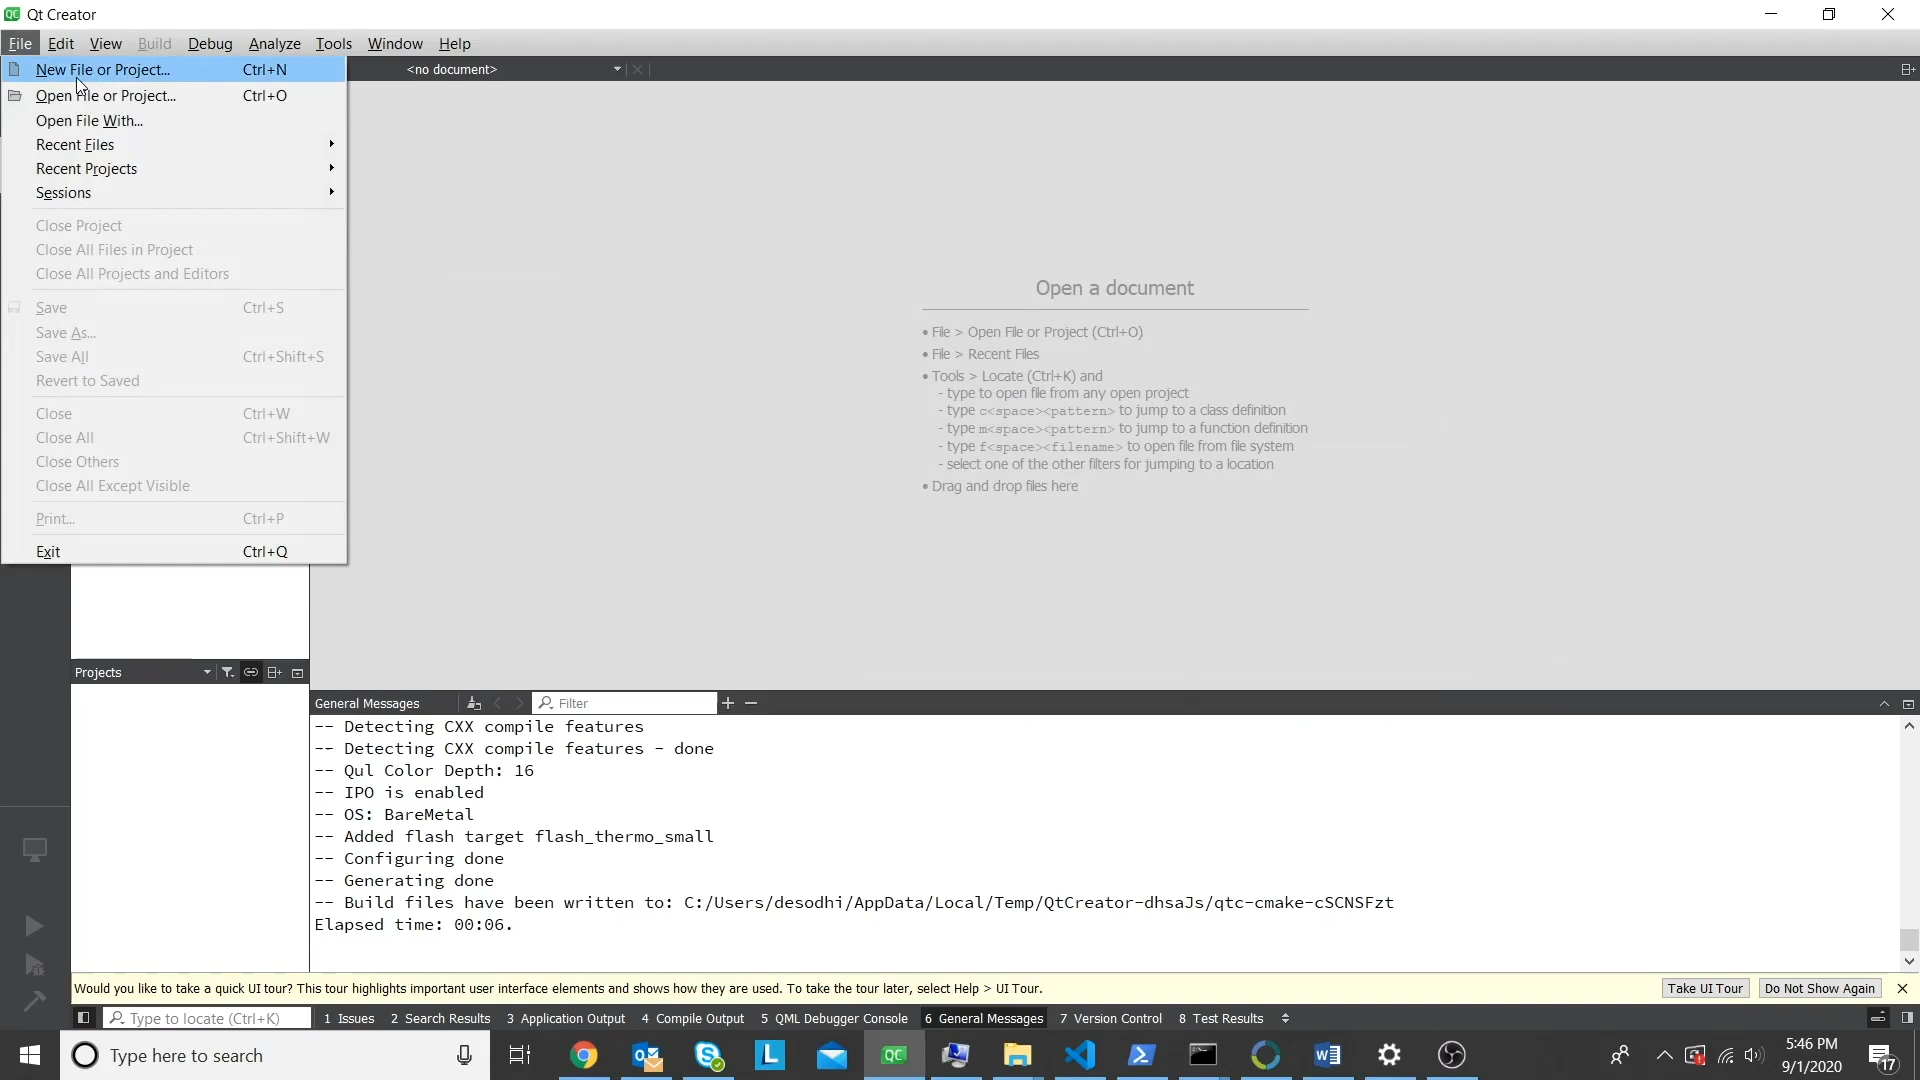 QC Qt Creator
File Edit View Build Debug Analyze Tools Window Help
New File or Project... Ctrl+N
<no document>
Open File or Project... Ctrl+O
Open File With...
Recent Files
Recent Projects
Sessions
Close Project
Close All Files in Project
Close All Projects and Editors
Save Ctrl+S
Save As...
Save All Ctrl+Shift+S
Revert to Saved
Close Ctrl+W
Close All Ctrl+Shift+W
Close Others
Close All Except Visible
Print... Ctrl+P
Exit Ctrl+Q
Open a document
• File > Open File or Project (Ctrl+O)
• File > Recent Files
• Tools > Locate (Ctrl+K) and
- type to open file from any open project
- type c<space><pattern> to jump to a class definition
- type m<space><pattern> to jump to a function definition
- type f<space><filename> to open file from file system
- select one of the other filters for jumping to a location
• Drag and drop files here
Projects
General Messages Filter
-- Detecting CXX compile features
-- Detecting CXX compile features - done
-- Qul Color Depth: 16
-- IPO is enabled
-- OS: BareMetal
-- Added flash target flash_thermo_small
-- Configuring done
-- Generating done
-- Build files have been written to: C:/Users/desodhi/AppData/Local/Temp/QtCreator-dhsaJs/qtc-cmake-cSCNSFzt
Elapsed time: 00:06.
Would you like to take a quick UI tour? This tour highlights important user interface elements and shows how they are used. To take the tour later, select Help > UI Tour. Take UI Tour Do Not Show Again
Type to locate (Ctrl+K) 1 Issues 2 Search Results 3 Application Output 4 Compile Output 5 QML Debugger Console 6 General Messages 7 Version Control 8 Test Results
Type here to search
L
QC
5:46 PM
9/1/2020
17